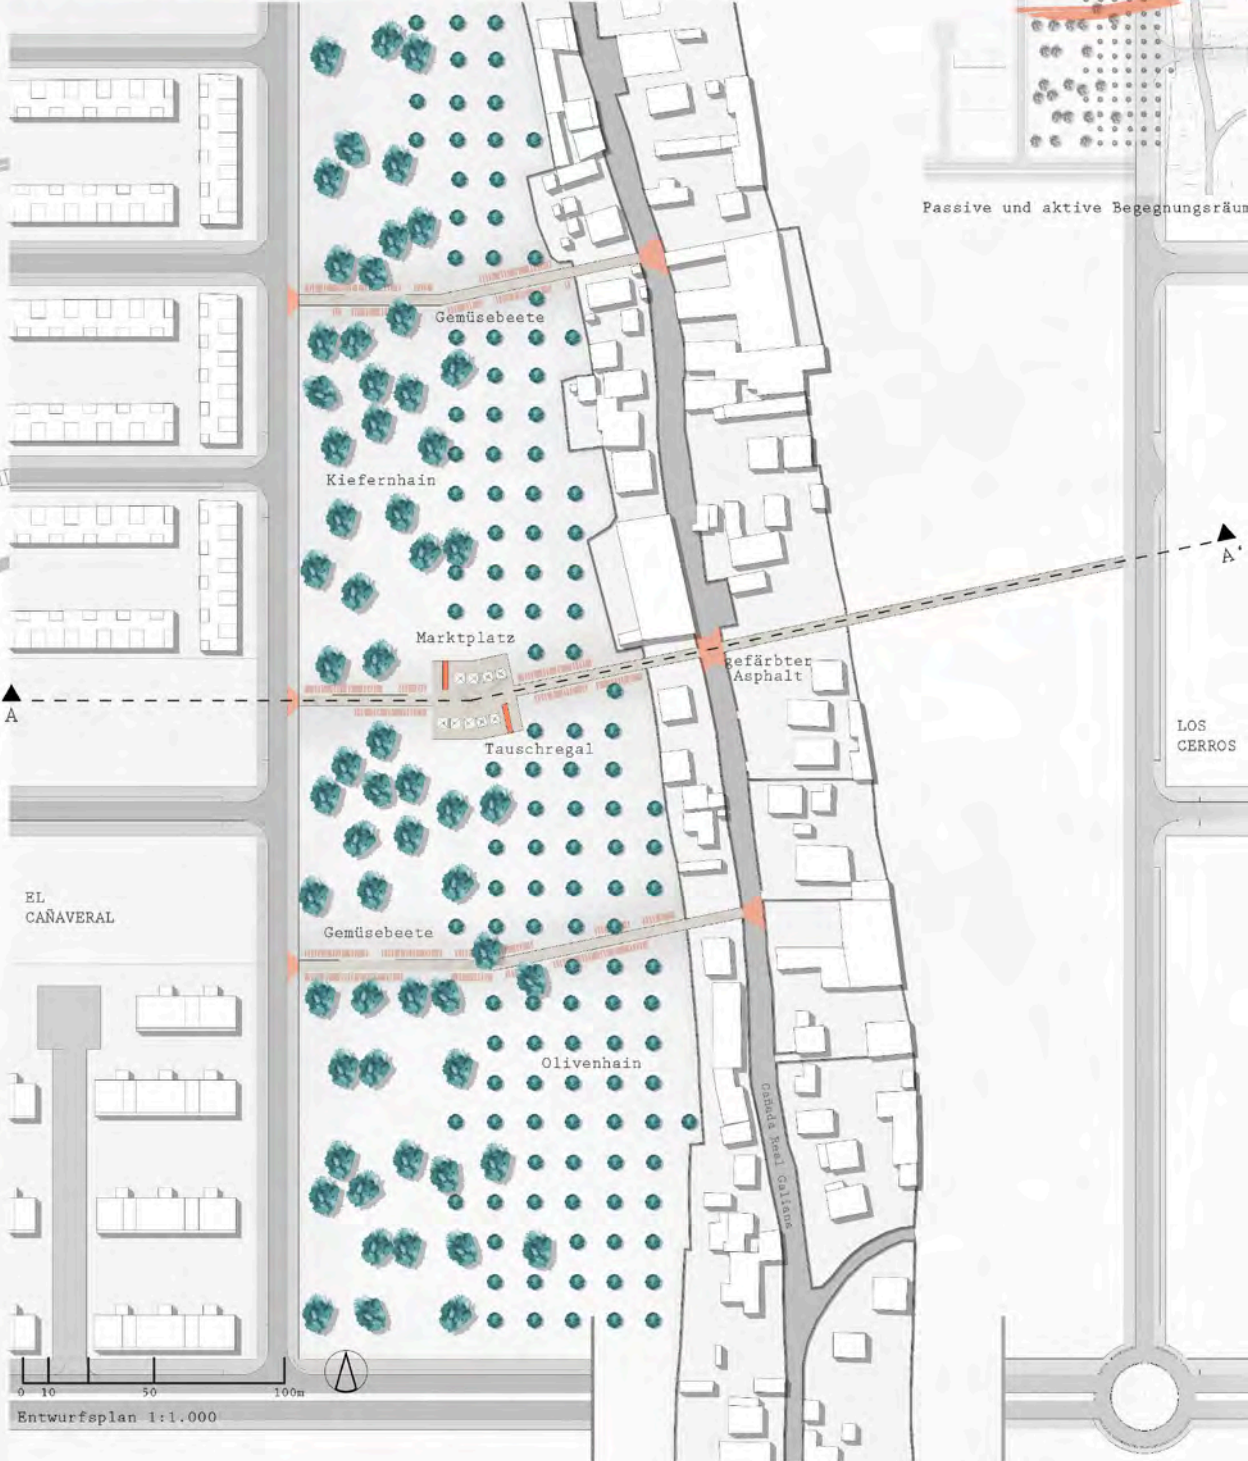 Passive und aktive Begegnungsräum
Gemüsebeete
Kiefernhain
Marktplatz
gefärbter
Asphalt
A
A'
Tauschregal
LOS
CERROS
EL
CAÑAVERAL
Gemüsebeete
Olivenhain
Cañada Real Galiana
0 10 50 100m
Entwurfsplan 1:1.000